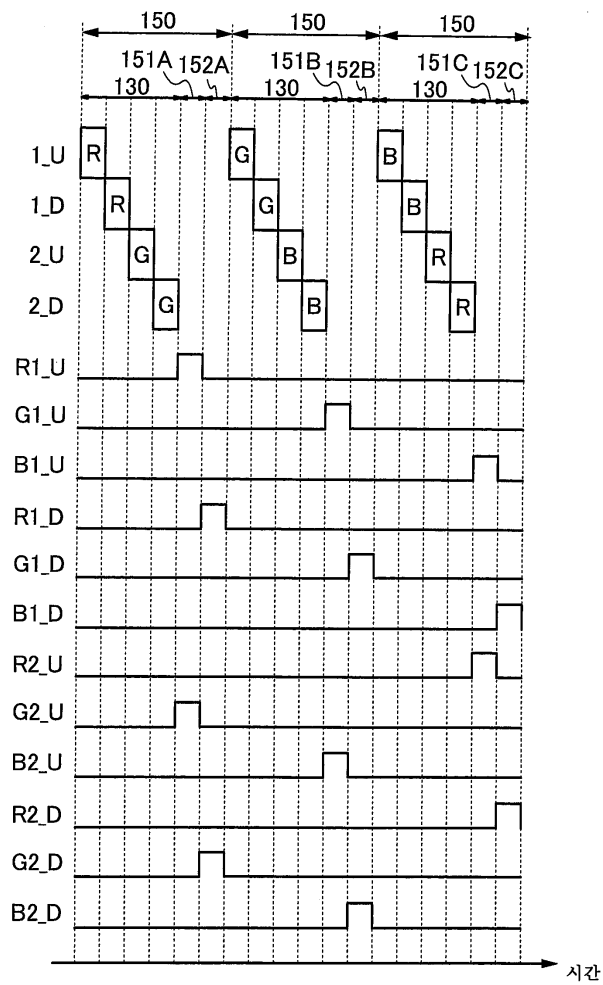 150 150 150
151A 152A 151B 152B 151C 152C
130 130 130
1_U R G B
1_D R G B
2_U G B R
2_D G B R
R1_U
G1_U
B1_U
R1_D
G1_D
B1_D
R2_U
G2_U
B2_U
R2_D
G2_D
B2_D
시간